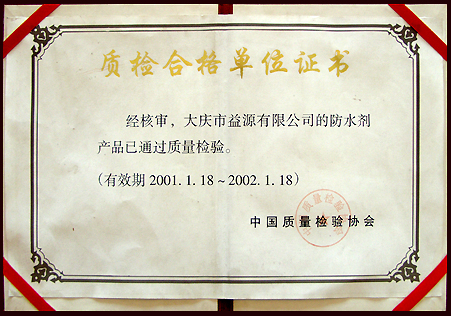 质检合格单位证书
经核审，大庆市益源有限公司的防水剂
产品已通过质量检验。
(有效期 2001.1.18～2002.1.18)
中国质量检验协会